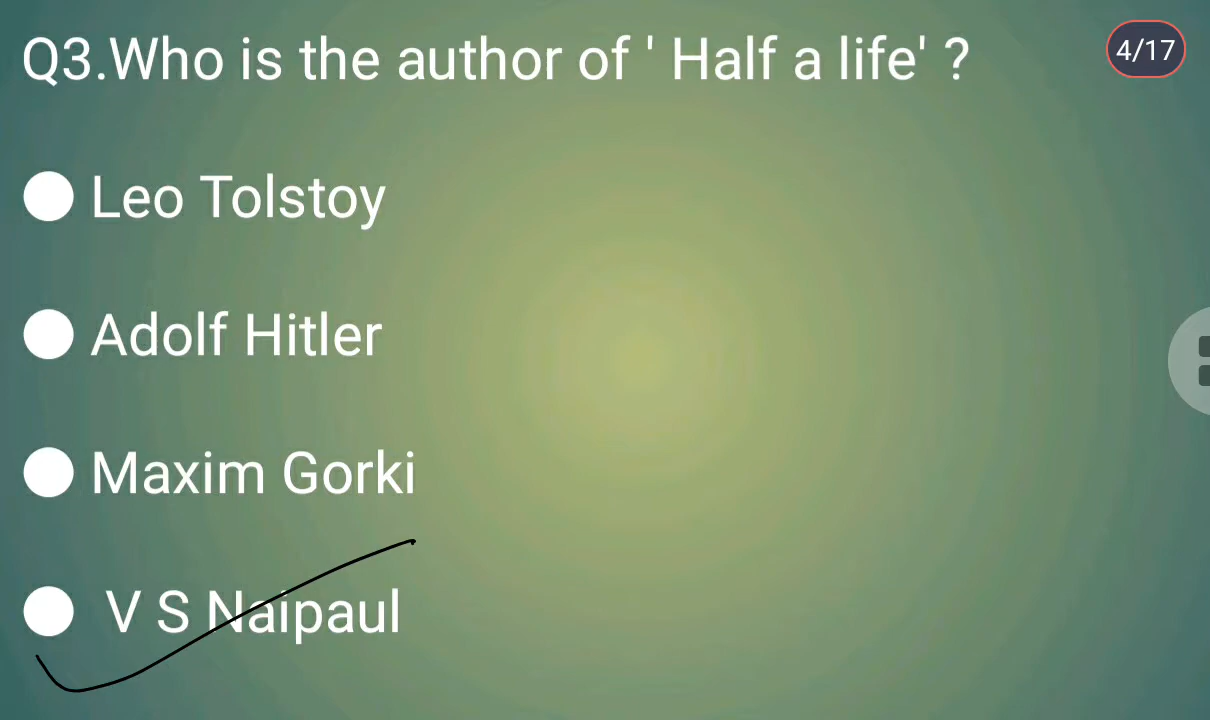 Q3.Who is the author of ' Half a life' ?
4/17
Leo Tolstoy
Adolf Hitler
Maxim Gorki
V S Naipaul